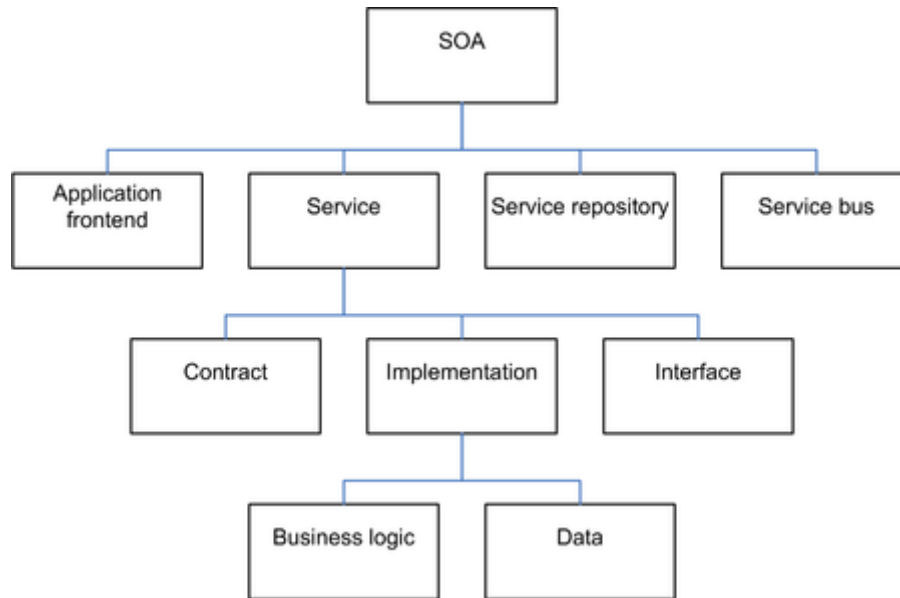 SOA
Application
frontend
Service
Service repository
Service bus
Contract
Implementation
Interface
Business logic
Data